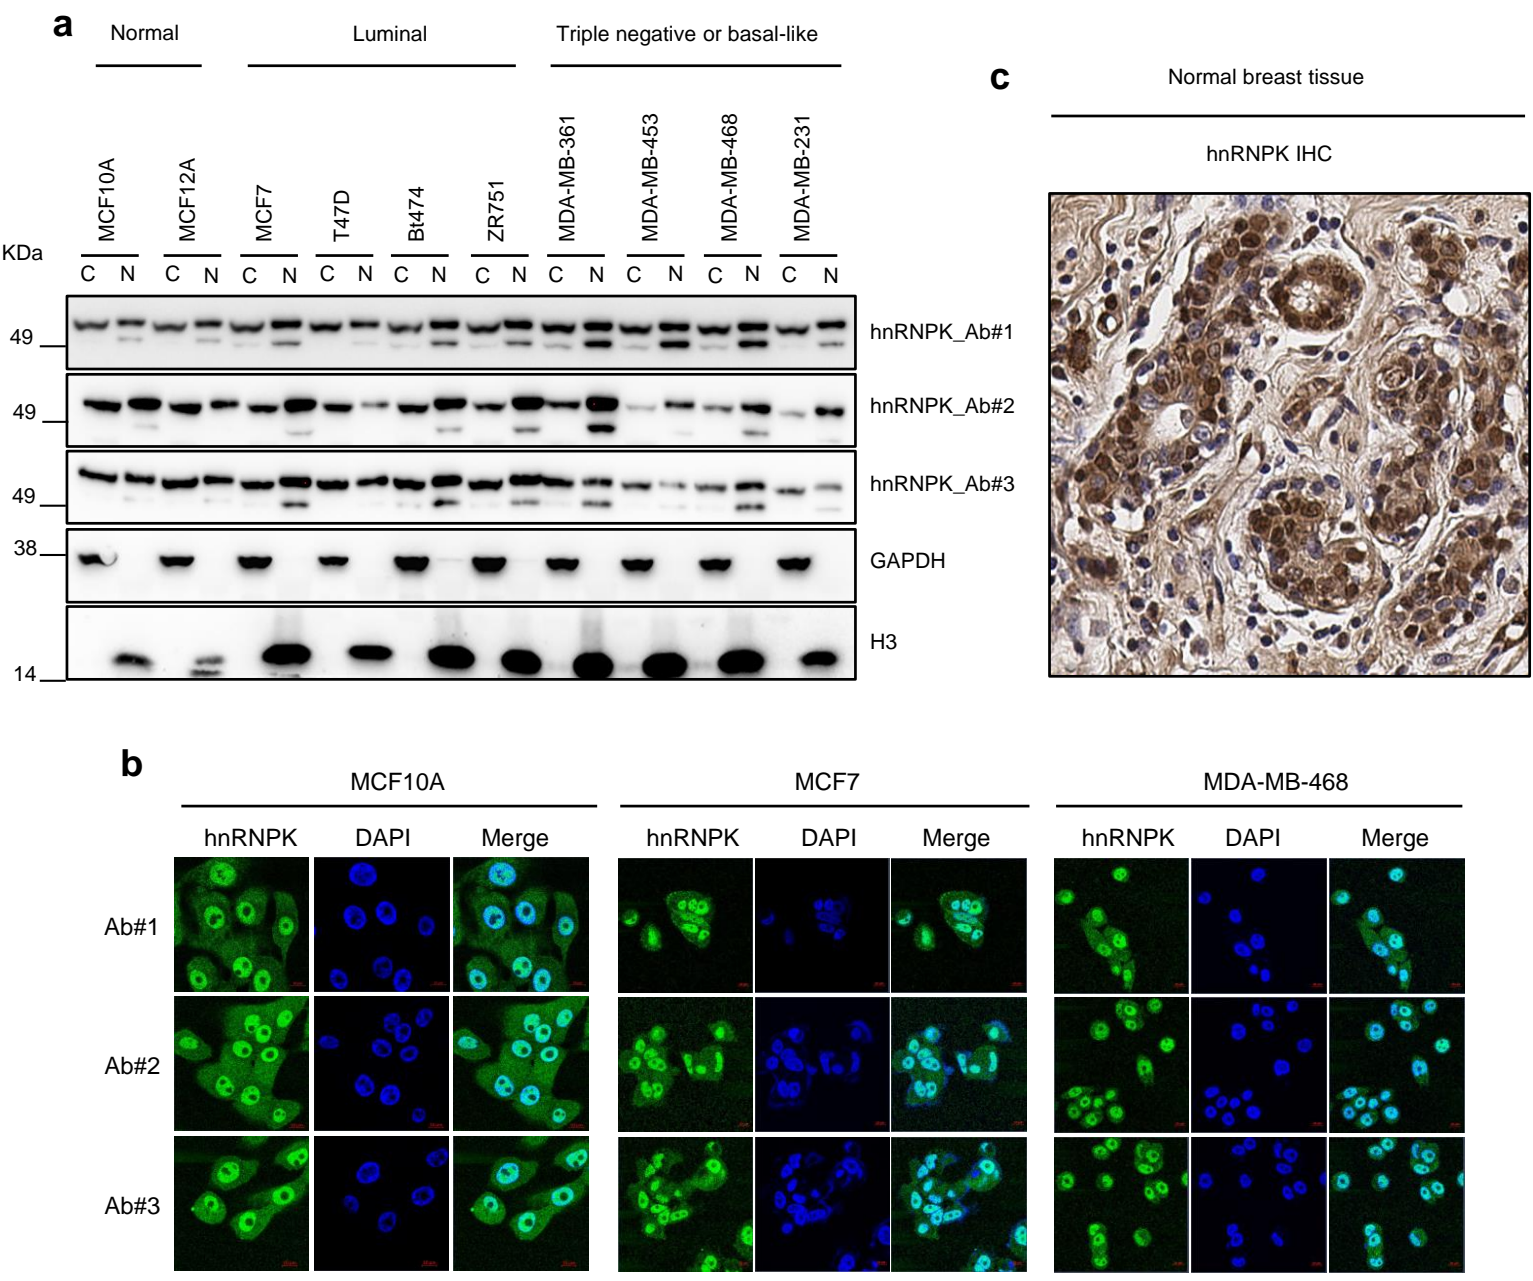 a
Normal
Luminal
Triple negative or basal-like
MCF10A
MCF12A
MCF7
T47D
Bt474
ZR751
MDA-MB-361
MDA-MB-453
MDA-MB-468
MDA-MB-231
KDa
C N C N C N C N C N C N C N C N C N C N
49
hnRNPK_Ab#1
49
hnRNPK_Ab#2
49
hnRNPK_Ab#3
38
GAPDH
14
H3
c
Normal breast tissue
hnRNPK IHC
b
MCF10A
MCF7
MDA-MB-468
hnRNPK DAPI Merge hnRNPK DAPI Merge hnRNPK DAPI Merge
Ab#1
Ab#2
Ab#3